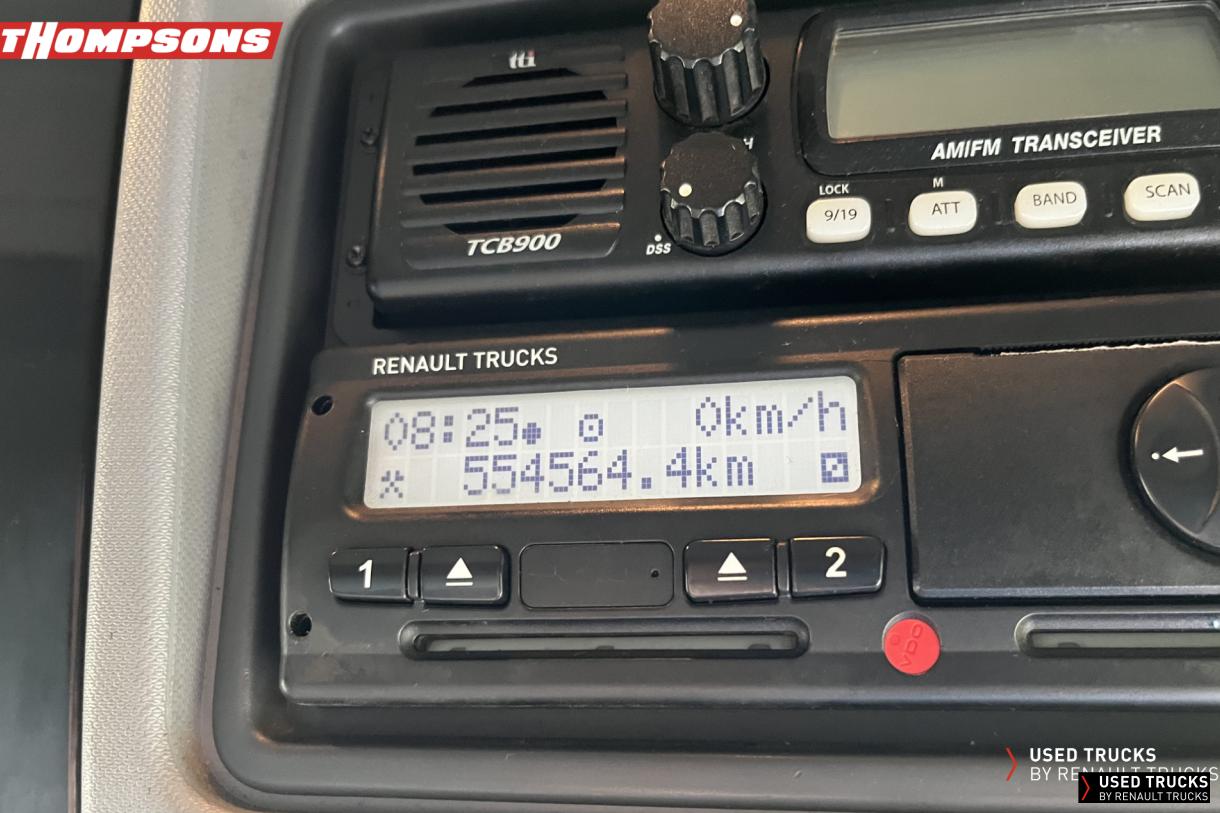 THOMPSONS
tti
AM/FM TRANSCEIVER
LOCK
M
9/19
ATT
BAND
SCAN
TCB900
DSS
RENAULT TRUCKS
08:25 0km/h
554564.4km
1
2
VDO
USED TRUCKS
BY RENAULT TRUCKS
USED TRUCKS
BY RENAULT TRUCKS